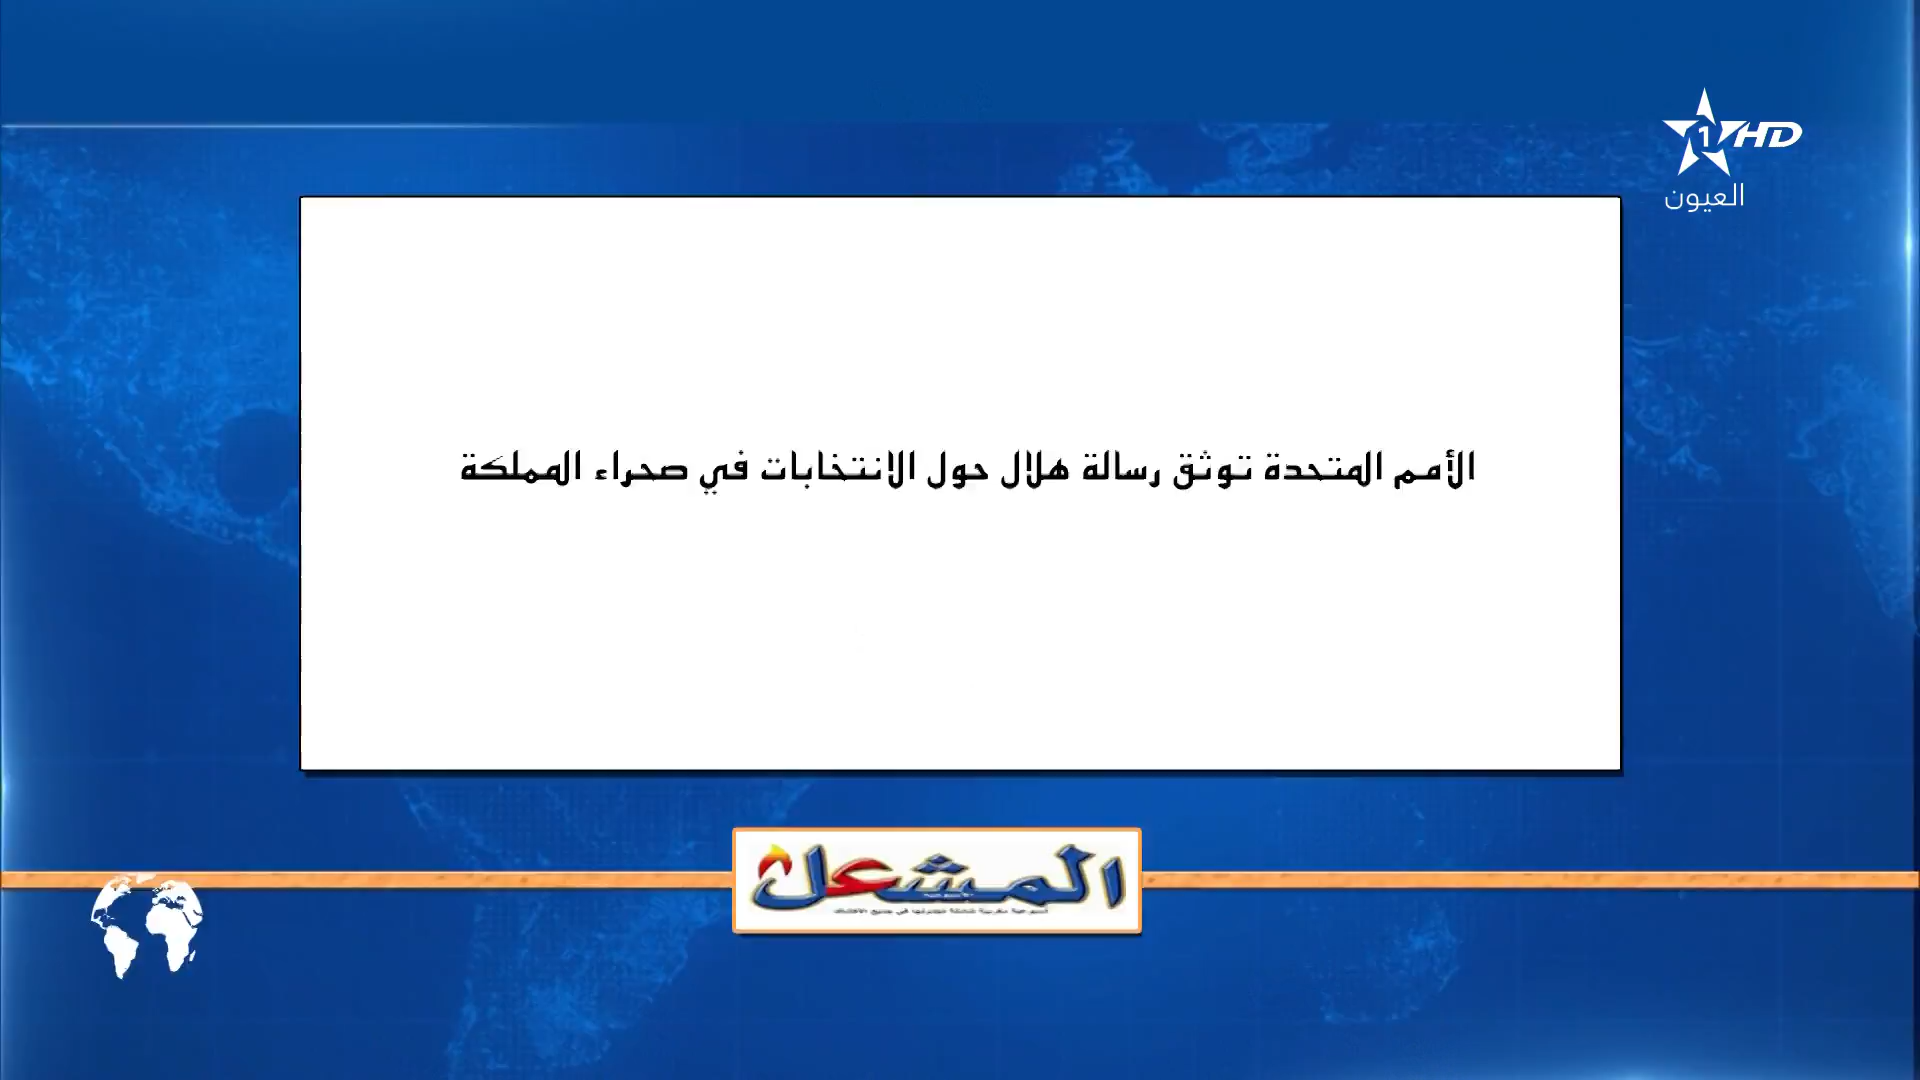 1 HD
العيون
الأمم المتحدة توثق رسالة هلال حول الانتخابات في صحراء المملكة
المشعل